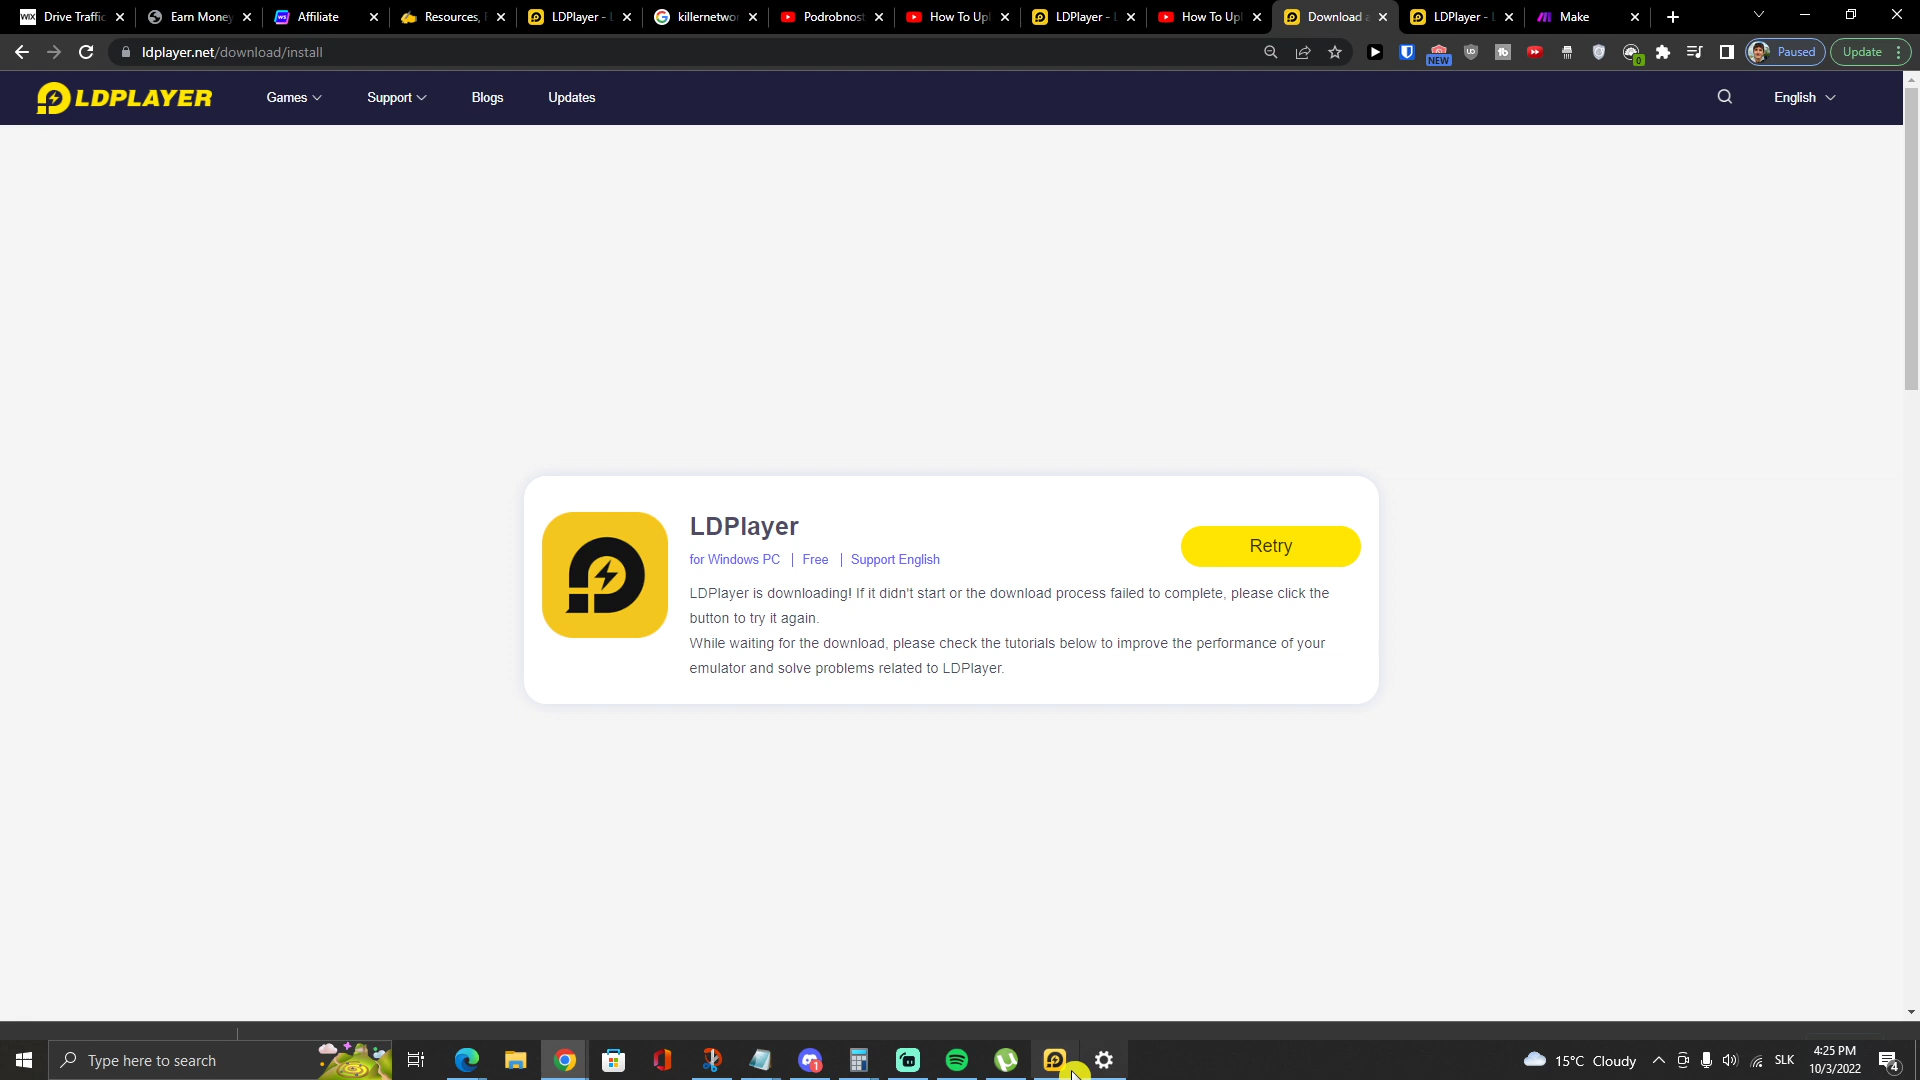 Drive Traffic
Earn Money
Affiliate
Resources,
LDPlayer -
killernetwor
Podrobnost
How To Upl
LDPlayer -
How To Upl
Download a
LDPlayer -
Make
ldplayer.net/download/install
NEW
0
Paused
Update
LDPLAYER
Games
Support
Blogs
Updates
English
LDPlayer
for Windows PC | Free | Support English
Retry
LDPlayer is downloading! If it didn't start or the download process failed to complete, please click the
button to try it again.
While waiting for the download, please check the tutorials below to improve the performance of your
emulator and solve problems related to LDPlayer.
Type here to search
1
15°C Cloudy
SLK
4:25 PM
10/3/2022
4